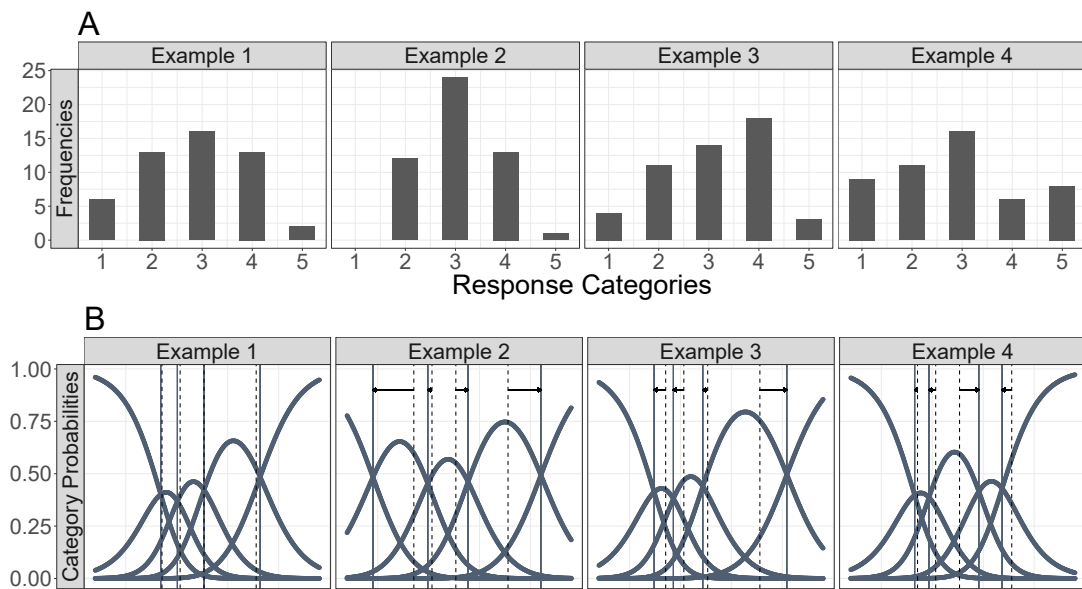 A
Example 1 Example 2 Example 3 Example 4
Frequencies
25
20
15
10
5
0
1 2 3 4 5 1 2 3 4 5 1 2 3 4 5 1 2 3 4 5
Response Categories
B
Example 1 Example 2 Example 3 Example 4
Category Probabilities
1.00
0.75
0.50
0.25
0.00